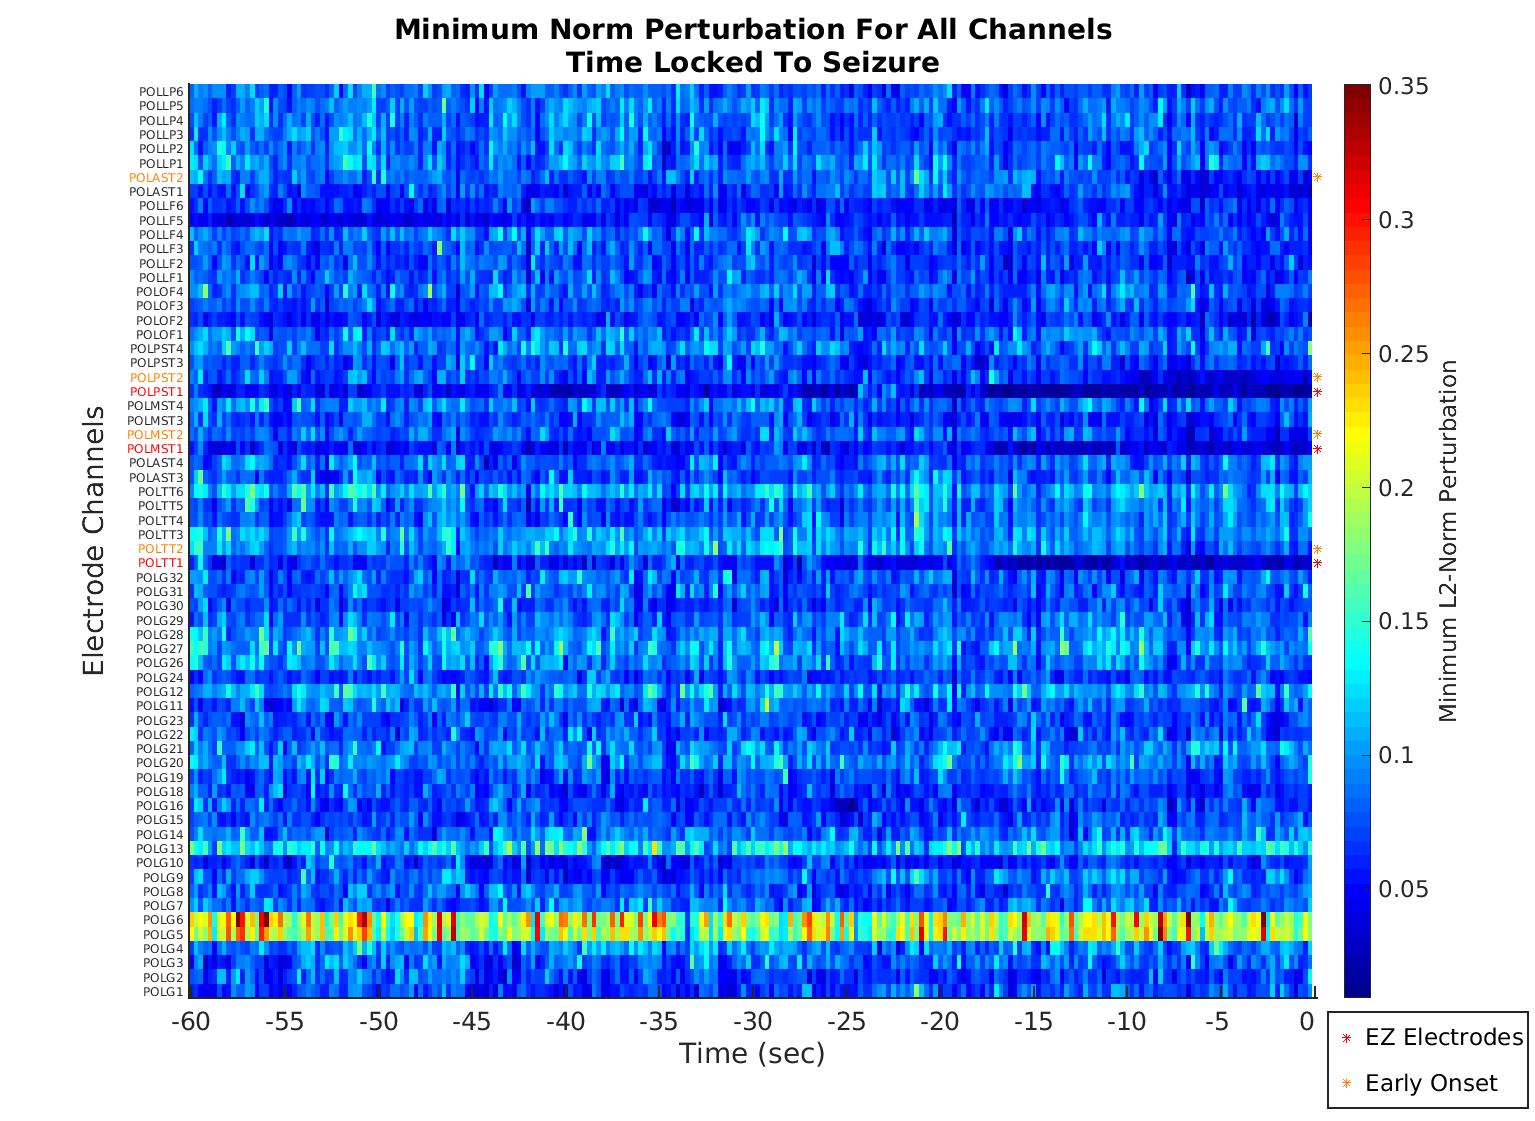 Minimum Norm Perturbation For All Channels
Time Locked To Seizure
Electrode Channels
POLLP6
POLLP5
POLLP4
POLLP3
POLLP2
POLLP1
POLAST2
POLAST1
POLLF6
POLLF5
POLLF4
POLLF3
POLLF2
POLLF1
POLOF4
POLOF3
POLOF2
POLOF1
POLPST4
POLPST3
POLPST2
POLPST1
POLMST4
POLMST3
POLMST2
POLMST1
POLAST4
POLAST3
POLTT6
POLTT5
POLTT4
POLTT3
POLTT2
POLTT1
POLG32
POLG31
POLG30
POLG29
POLG28
POLG27
POLG26
POLG24
POLG12
POLG11
POLG23
POLG22
POLG21
POLG20
POLG19
POLG18
POLG16
POLG15
POLG14
POLG13
POLG10
POLG9
POLG8
POLG7
POLG6
POLG5
POLG4
POLG3
POLG2
POLG1
-60 -55 -50 -45 -40 -35 -30 -25 -20 -15 -10 -5 0
Time (sec)
0.35
0.3
0.25
0.2
0.15
0.1
0.05
Minimum L2-Norm Perturbation
EZ Electrodes
Early Onset